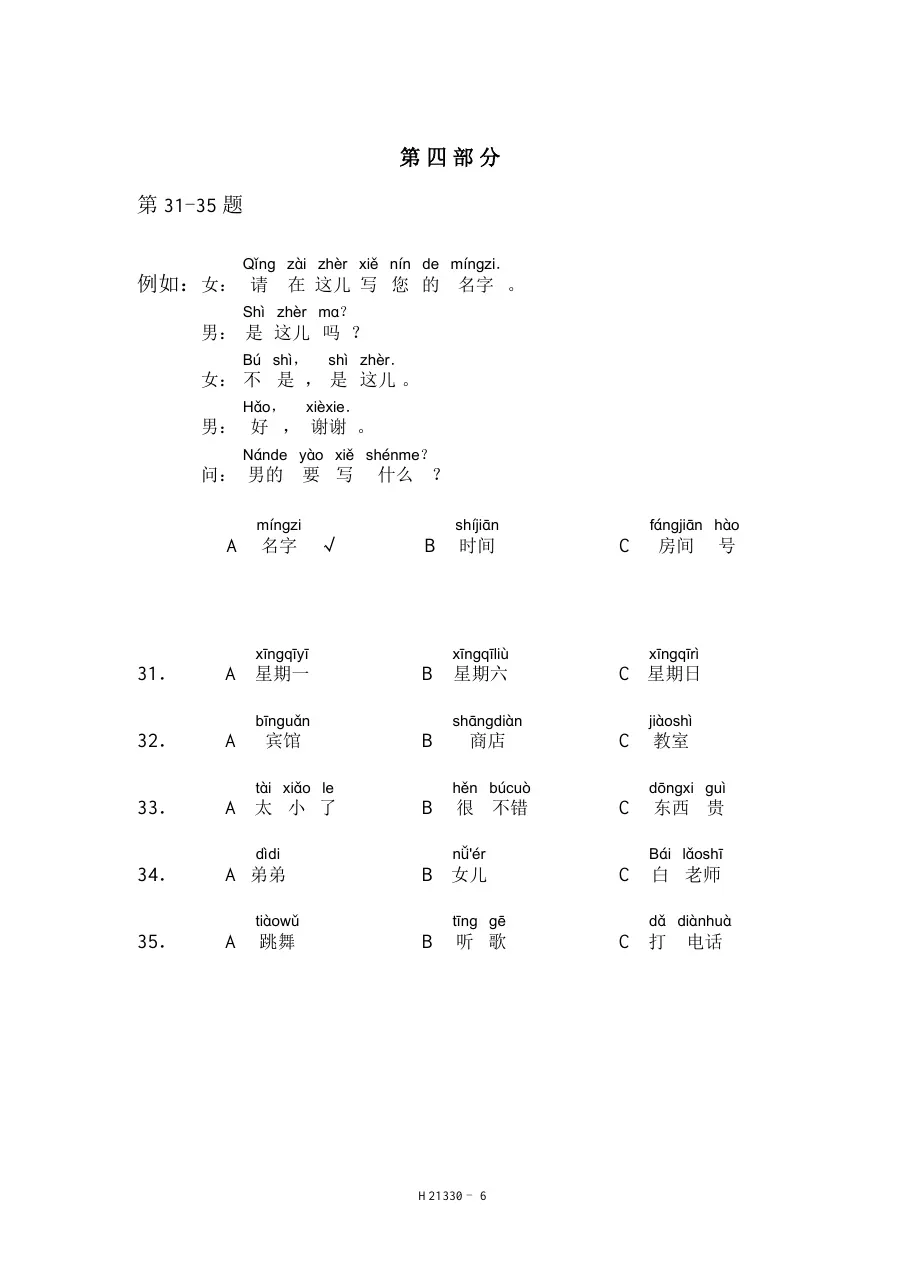 第四部分
第 31-35 题
Qǐng zài zhèr xiě nín de míngzi.
例如：女： 请 在 这儿 写 您 的 名字 。
Shì zhèr ma?
男： 是 这儿 吗 ？
Bú shì， shì zhèr.
女： 不 是 ， 是 这儿 。
Hǎo， xièxie.
男： 好 ， 谢谢 。
Nánde yào xiě shénme?
问： 男的 要 写 什么 ？
míngzi shíjiān fángjiān hào
A 名字 √ B 时间 C 房间 号
xīngqīyī xīngqīliù xīngqīrì
31. A 星期一 B 星期六 C 星期日
bīnguǎn shāngdiàn jiàoshì
32. A 宾馆 B 商店 C 教室
tài xiǎo le hěn búcuò dōngxi guì
33. A 太 小 了 B 很 不错 C 东西 贵
dìdi nǚ'ér Bái lǎoshī
34. A 弟弟 B 女儿 C 白 老师
tiàowǔ tīng gē dǎ diànhuà
35. A 跳舞 B 听 歌 C 打 电话
H21330 - 6